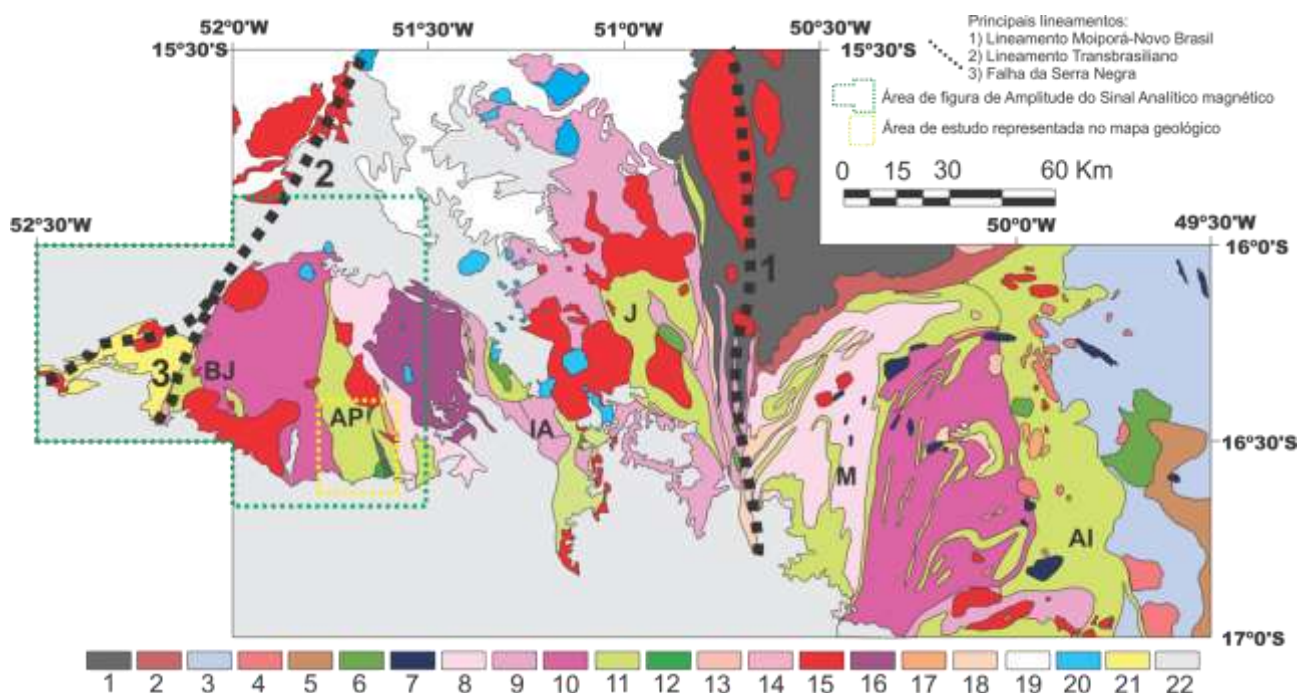 52°0'W
51°30'W
51°0'W
50°30'W
15°30'S
15°30'S
Principais lineamentos:
1) Lineamento Moiporá-Novo Brasil
2) Lineamento Transbrasiliano
3) Falha da Serra Negra
Área de figura de Amplitude do Sinal Analítico magnético
Área de estudo representada no mapa geológico
0 15 30 60 Km
2
52°30'W
50°0'W
49°30'W
16°0'S
1
J
3
BJ
AP
IA
M
16°30'S
AI
17°0'S
1 2 3 4 5 6 7 8 9 10 11 12 13 14 15 16 17 18 19 20 21 22